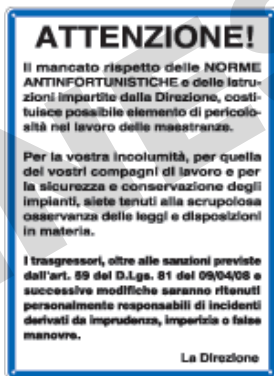 ATTENZIONE!
Il mancato rispetto delle NORME
ANTINFORTUNISTICHE e delle istru-
zioni impartite dalla Direzione, costi-
tuisce possibile elemento di pericolo-
sità nel lavoro delle maestranze.
Per la vostra incolumità, per quella
dei vostri compagni di lavoro e per
la sicurezza e conservazione degli
impianti, siete tenuti alla scrupolosa
osservanza delle leggi e disposizioni
in materia.
I trasgressori, oltre alle sanzioni previste
dall'art. 59 del D.Lgs. 81 del 09/04/08 e
successive modifiche saranno ritenuti
personalmente responsabili di incidenti
derivati da imprudenza, imperizia o false
manovre.
La Direzione